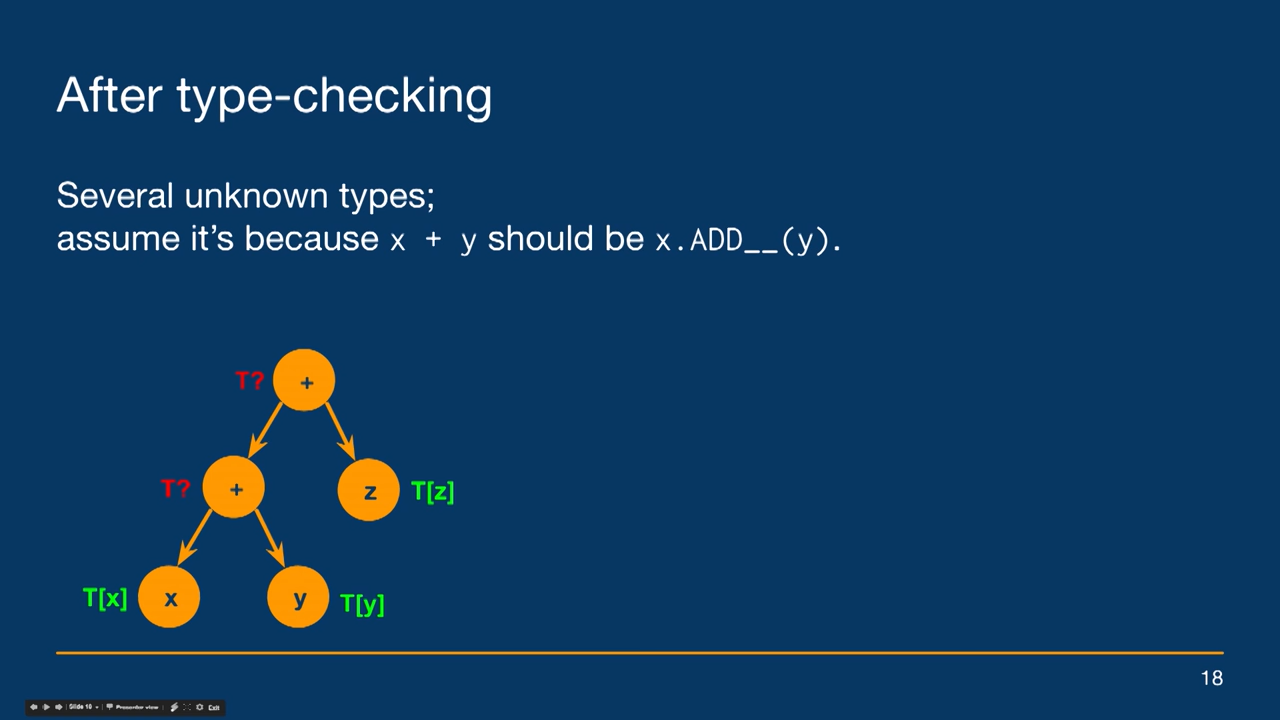 After type-checking
Several unknown types;
assume it's because x + y should be x.ADD__(y).
T? +
T? + z T[z]
T[x] x y T[y]
18
Slide 18 Presenter view Exit